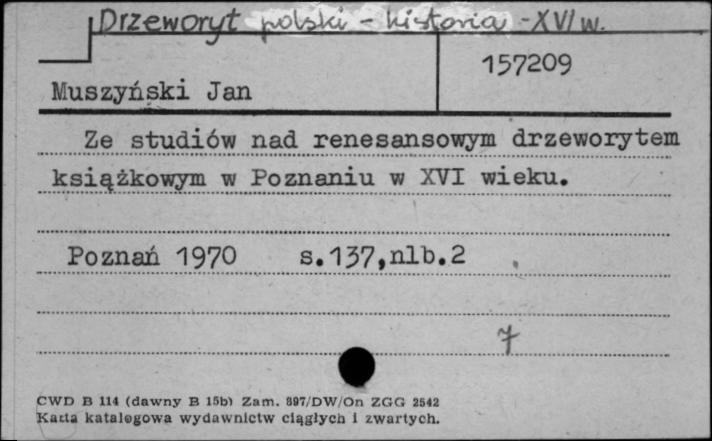 Drzeworyt polski - historia - XVI w.
157209
Muszyński Jan
Ze studiów nad renesansowym drzeworytem
książkowym w Poznaniu w XVI wieku.
Poznań 1970 s.137,nlb.2
7
CWD B 114 (dawny B 15b) Zam. 897/DW/On ZGG 2542
Karta katalogowa wydawnictw ciągłych i zwartych.